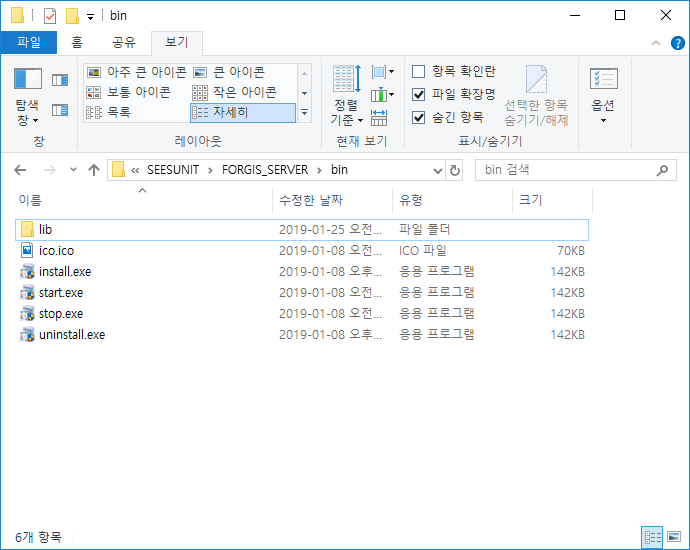 bin
파일 홈 공유 보기
아주 큰 아이콘 큰 아이콘
보통 아이콘 작은 아이콘
목록 자세히
탐색
창
정렬
기준
항목 확인란
파일 확장명
숨긴 항목
선택한 항목
숨기기/해제
옵션
창 레이아웃 현재 보기 표시/숨기기
« SEESUNIT FORGIS_SERVER bin
bin 검색
이름 수정한 날짜 유형 크기
lib 2019-01-25 오전... 파일 폴더
ico.ico 2019-01-08 오전... ICO 파일 70KB
install.exe 2019-01-08 오후... 응용 프로그램 142KB
start.exe 2019-01-08 오전... 응용 프로그램 142KB
stop.exe 2019-01-08 오전... 응용 프로그램 142KB
uninstall.exe 2019-01-08 오후... 응용 프로그램 142KB
6개 항목